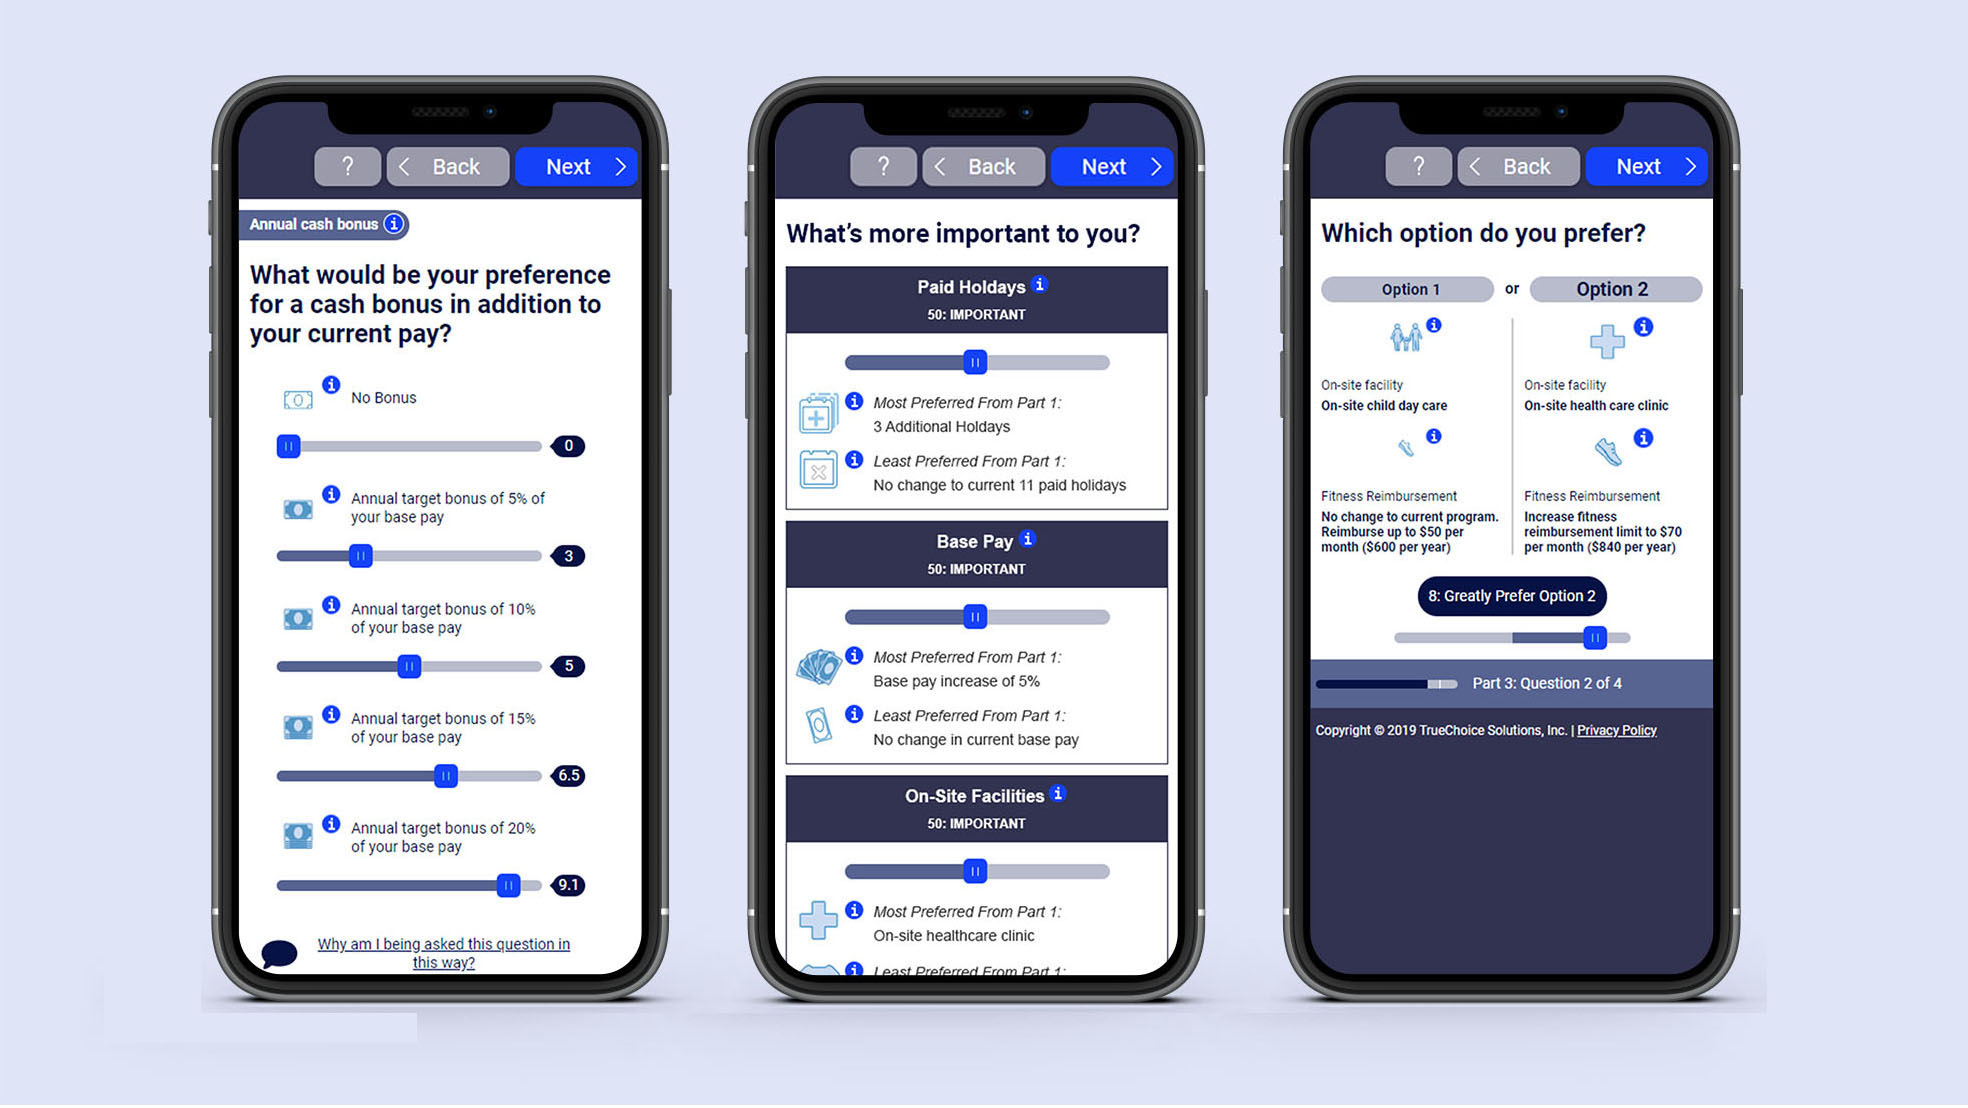 ?
Back
Next
Annual cash bonus
What would be your preference
for a cash bonus in addition to
your current pay?
No Bonus
0
Annual target bonus of 5% of
your base pay
3
Annual target bonus of 10%
of your base pay
5
Annual target bonus of 15%
of your base pay
6.5
Annual target bonus of 20%
of your base pay
9.1
Why am I being asked this question in
this way?
?
Back
Next
What's more important to you?
Paid Holdays
50: IMPORTANT
Most Preferred From Part 1:
3 Additional Holdays
Least Preferred From Part 1:
No change to current 11 paid holidays
Base Pay
50: IMPORTANT
Most Preferred From Part 1:
Base pay increase of 5%
Least Preferred From Part 1:
No change in current base pay
On-Site Facilities
50: IMPORTANT
Most Preferred From Part 1:
On-site healthcare clinic
Least Preferred From Part 1:
?
Back
Next
Which option do you prefer?
Option 1 or Option 2
On-site facility
On-site child day care
On-site facility
On-site health care clinic
Fitness Reimbursement
No change to current program.
Reimburse up to $50 per
month ($600 per year)
Fitness Reimbursement
Increase fitness
reimbursement limit to $70
per month ($840 per year)
8: Greatly Prefer Option 2
Part 3: Question 2 of 4
Copyright © 2019 TrueChoice Solutions, Inc. | Privacy Policy